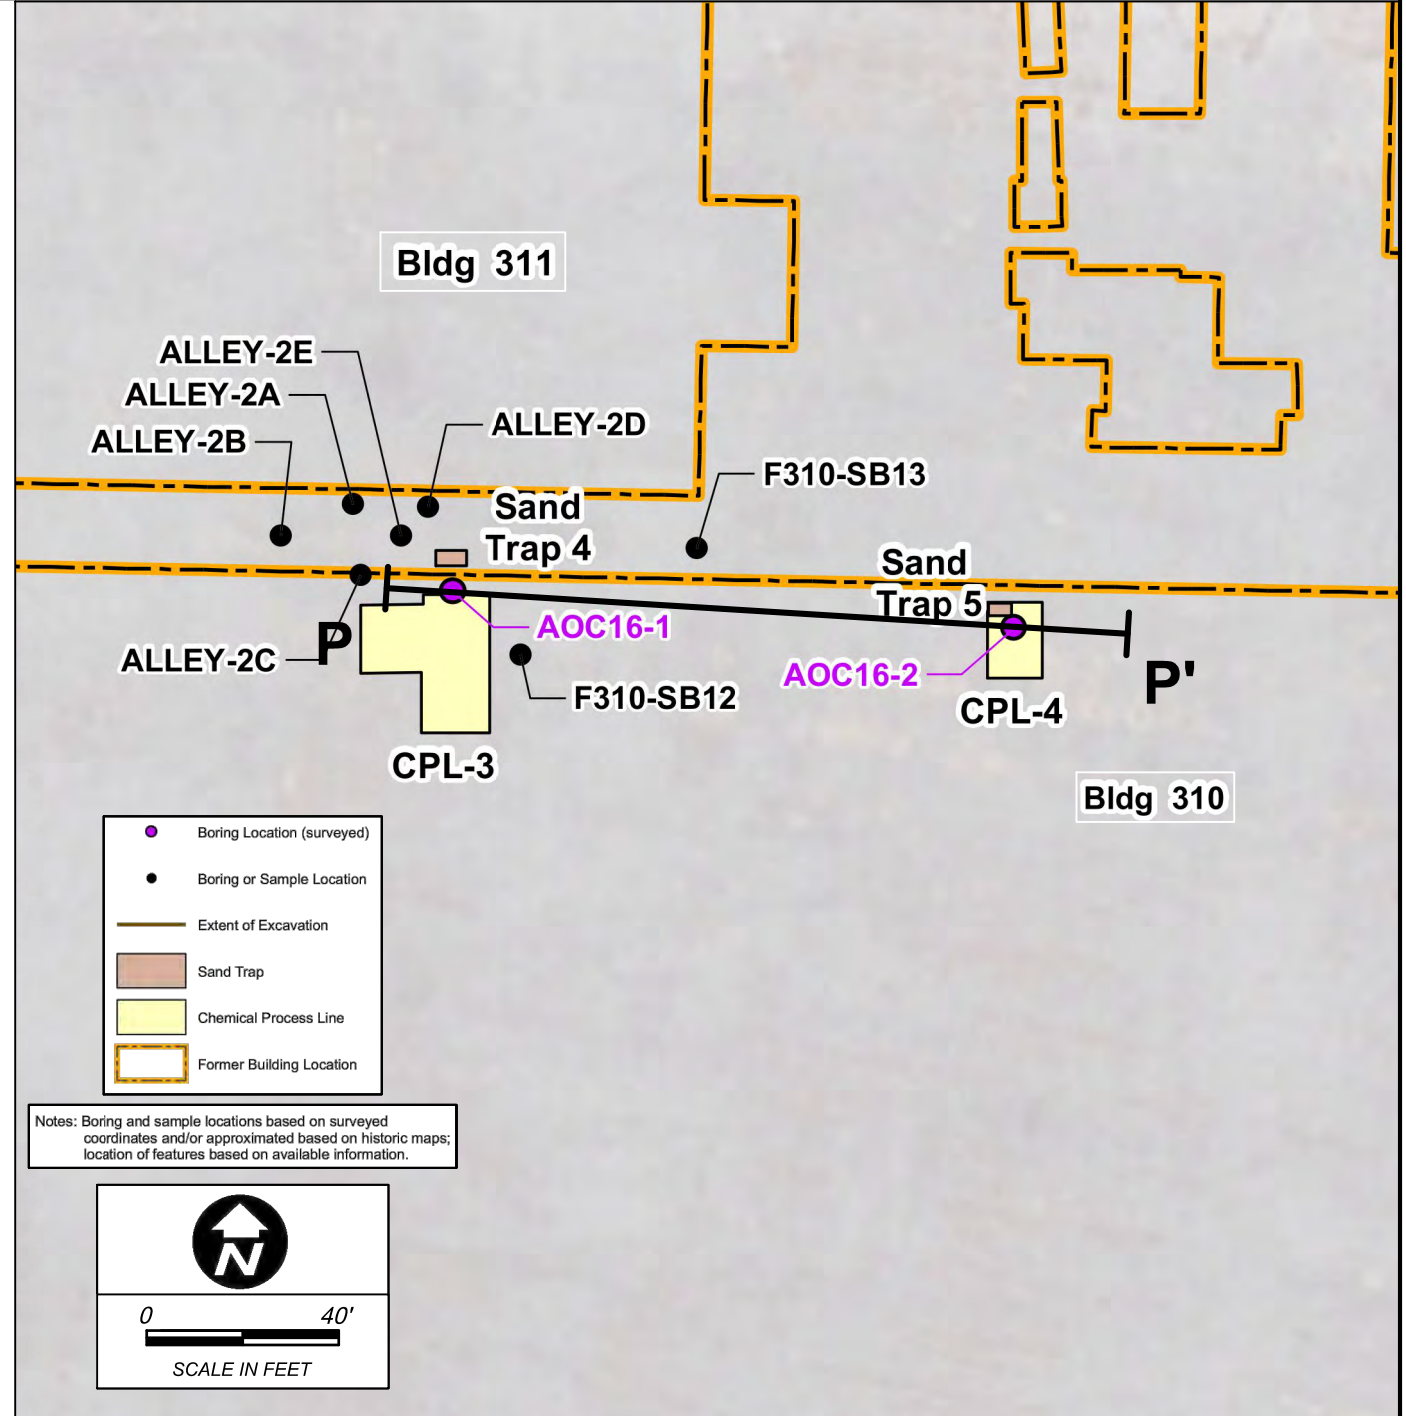 Bldg 311
ALLEY-2E
ALLEY-2A
ALLEY-2D
ALLEY-2B
F310-SB13
Sand
Trap 4
Sand
Trap 5
AOC16-1
P
ALLEY-2C
AOC16-2
P'
F310-SB12
CPL-4
CPL-3
Bldg 310
Boring Location (surveyed)
Boring or Sample Location
Extent of Excavation
Sand Trap
Chemical Process Line
Former Building Location
Notes: Boring and sample locations based on surveyed
coordinates and/or approximated based on historic maps;
location of features based on available information.
N
0 40'
SCALE IN FEET